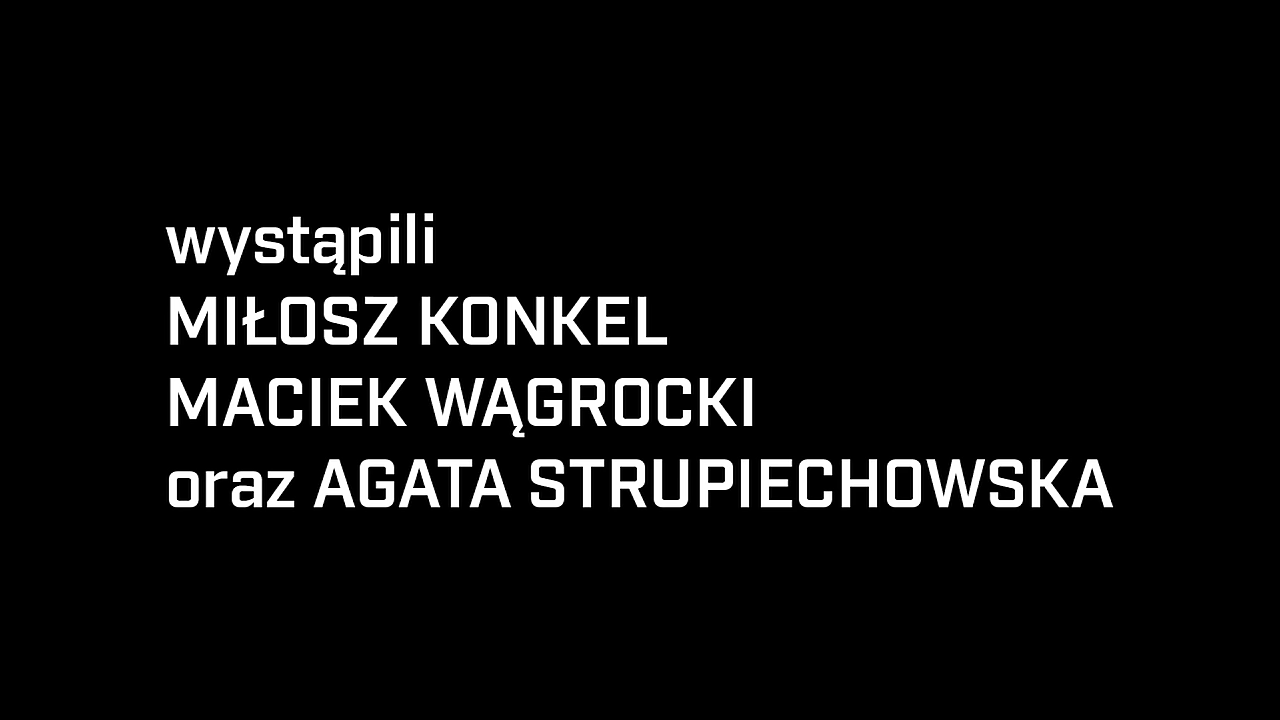 wystąpili
MIŁOSZ KONKEL
MACIEK WĄGROCKI
oraz AGATA STRUPIECHOWSKA